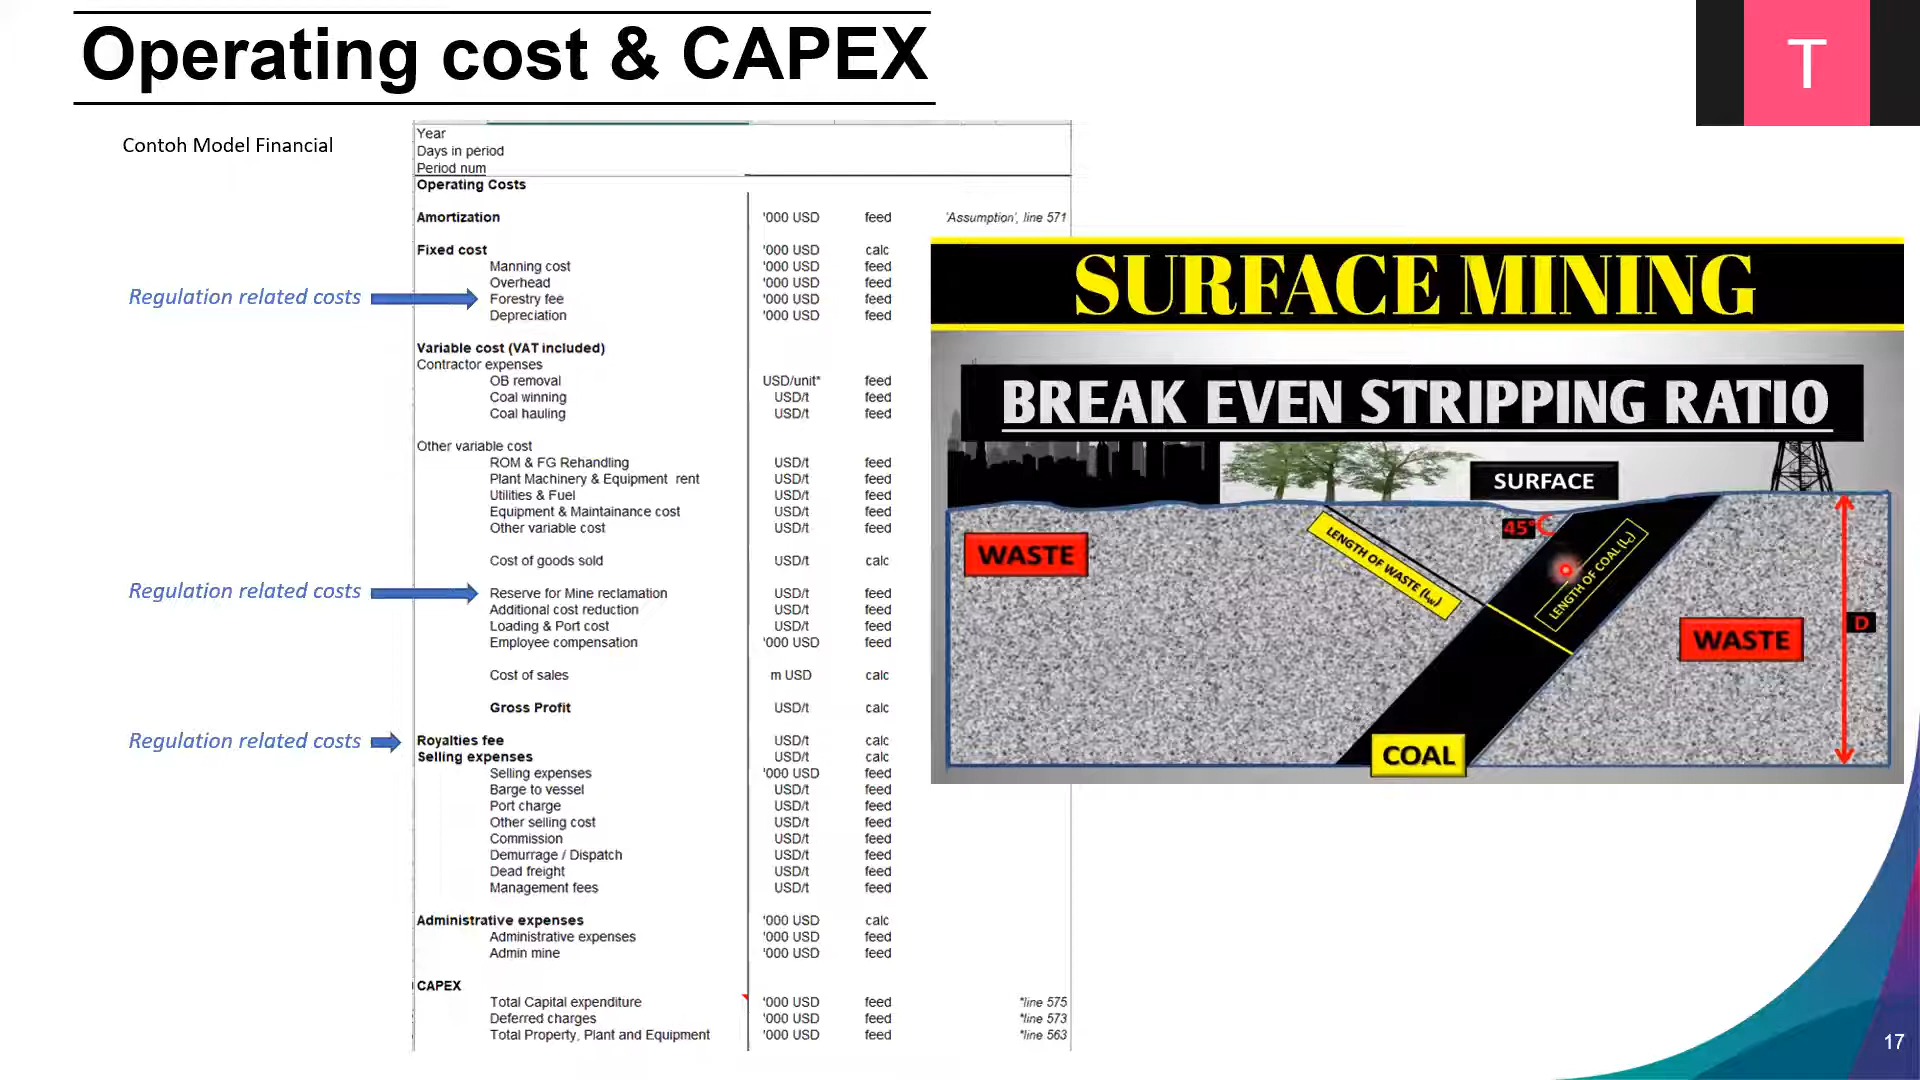 Operating cost & CAPEX
T
Contoh Model Financial
Year
Days in period
Period num
Operating Costs
Amortization '000 USD feed 'Assumption', line 571
Fixed cost '000 USD calc
Manning cost '000 USD feed
Overhead '000 USD feed
Regulation related costs Forestry fee '000 USD feed
Depreciation '000 USD feed
Variable cost (VAT included)
Contractor expenses
OB removal USD/unit* feed
Coal winning USD/t feed
Coal hauling USD/t feed
Other variable cost
ROM & FG Rehandling USD/t feed
Plant Machinery & Equipment rent USD/t feed
Utilities & Fuel USD/t feed
Equipment & Maintainance cost USD/t feed
Other variable cost USD/t feed
Cost of goods sold USD/t calc
Regulation related costs Reserve for Mine reclamation USD/t feed
Additional cost reduction USD/t feed
Loading & Port cost USD/t feed
Employee compensation '000 USD feed
Cost of sales m USD calc
Gross Profit USD/t calc
Regulation related costs Royalties fee USD/t calc
Selling expenses USD/t calc
Selling expenses '000 USD feed
Barge to vessel USD/t feed
Port charge USD/t feed
Other selling cost USD/t feed
Commission USD/t feed
Demurrage / Dispatch USD/t feed
Dead freight USD/t feed
Management fees USD/t feed
Administrative expenses '000 USD calc
Administrative expenses '000 USD feed
Admin mine '000 USD feed
CAPEX
Total Capital expenditure '000 USD feed *line 575
Deferred charges '000 USD feed *line 573
Total Property, Plant and Equipment '000 USD feed *line 563
SURFACE MINING
BREAK EVEN STRIPPING RATIO
SURFACE
45°
WASTE
LENGTH OF WASTE (Lw)
LENGTH OF COAL (Lc)
D
WASTE
COAL
17